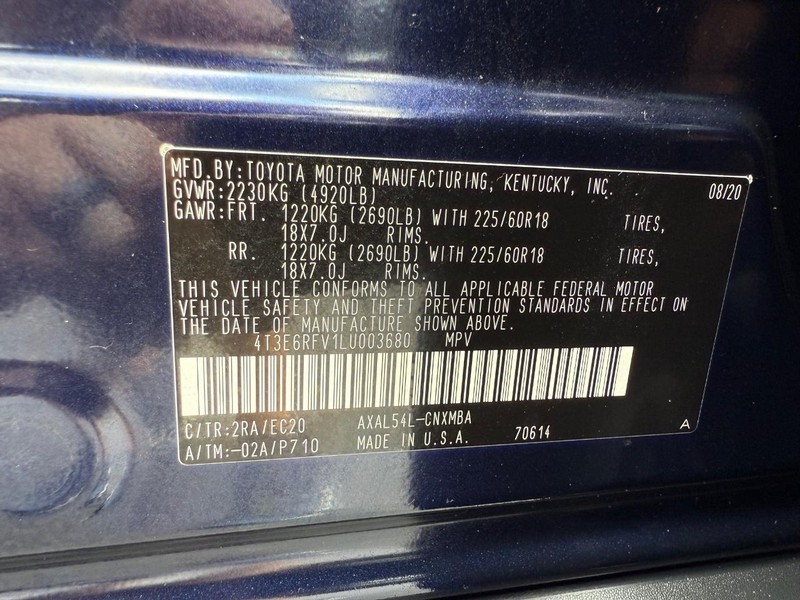 MFD.BY:TOYOTA MOTOR MANUFACTURING, KENTUCKY, INC. 08/20
GVWR:2230KG (4920LB)
GAWR:FRT. 1220KG (2690LB) WITH 225/60R18 TIRES,
18X7.0J RIMS.
RR. 1220KG (2690LB) WITH 225/60R18 TIRES,
18X7.0J RIMS.
THIS VEHICLE CONFORMS TO ALL APPLICABLE FEDERAL MOTOR
VEHICLE SAFETY AND THEFT PREVENTION STANDARDS IN EFFECT ON
THE DATE OF MANUFACTURE SHOWN ABOVE.
4T3E6RFV1LU003680 MPV
C/TR:2RA/EC20 AXAL54L-CNXMBA
A/TM:-02A/P710 MADE IN U.S.A. 70614 A